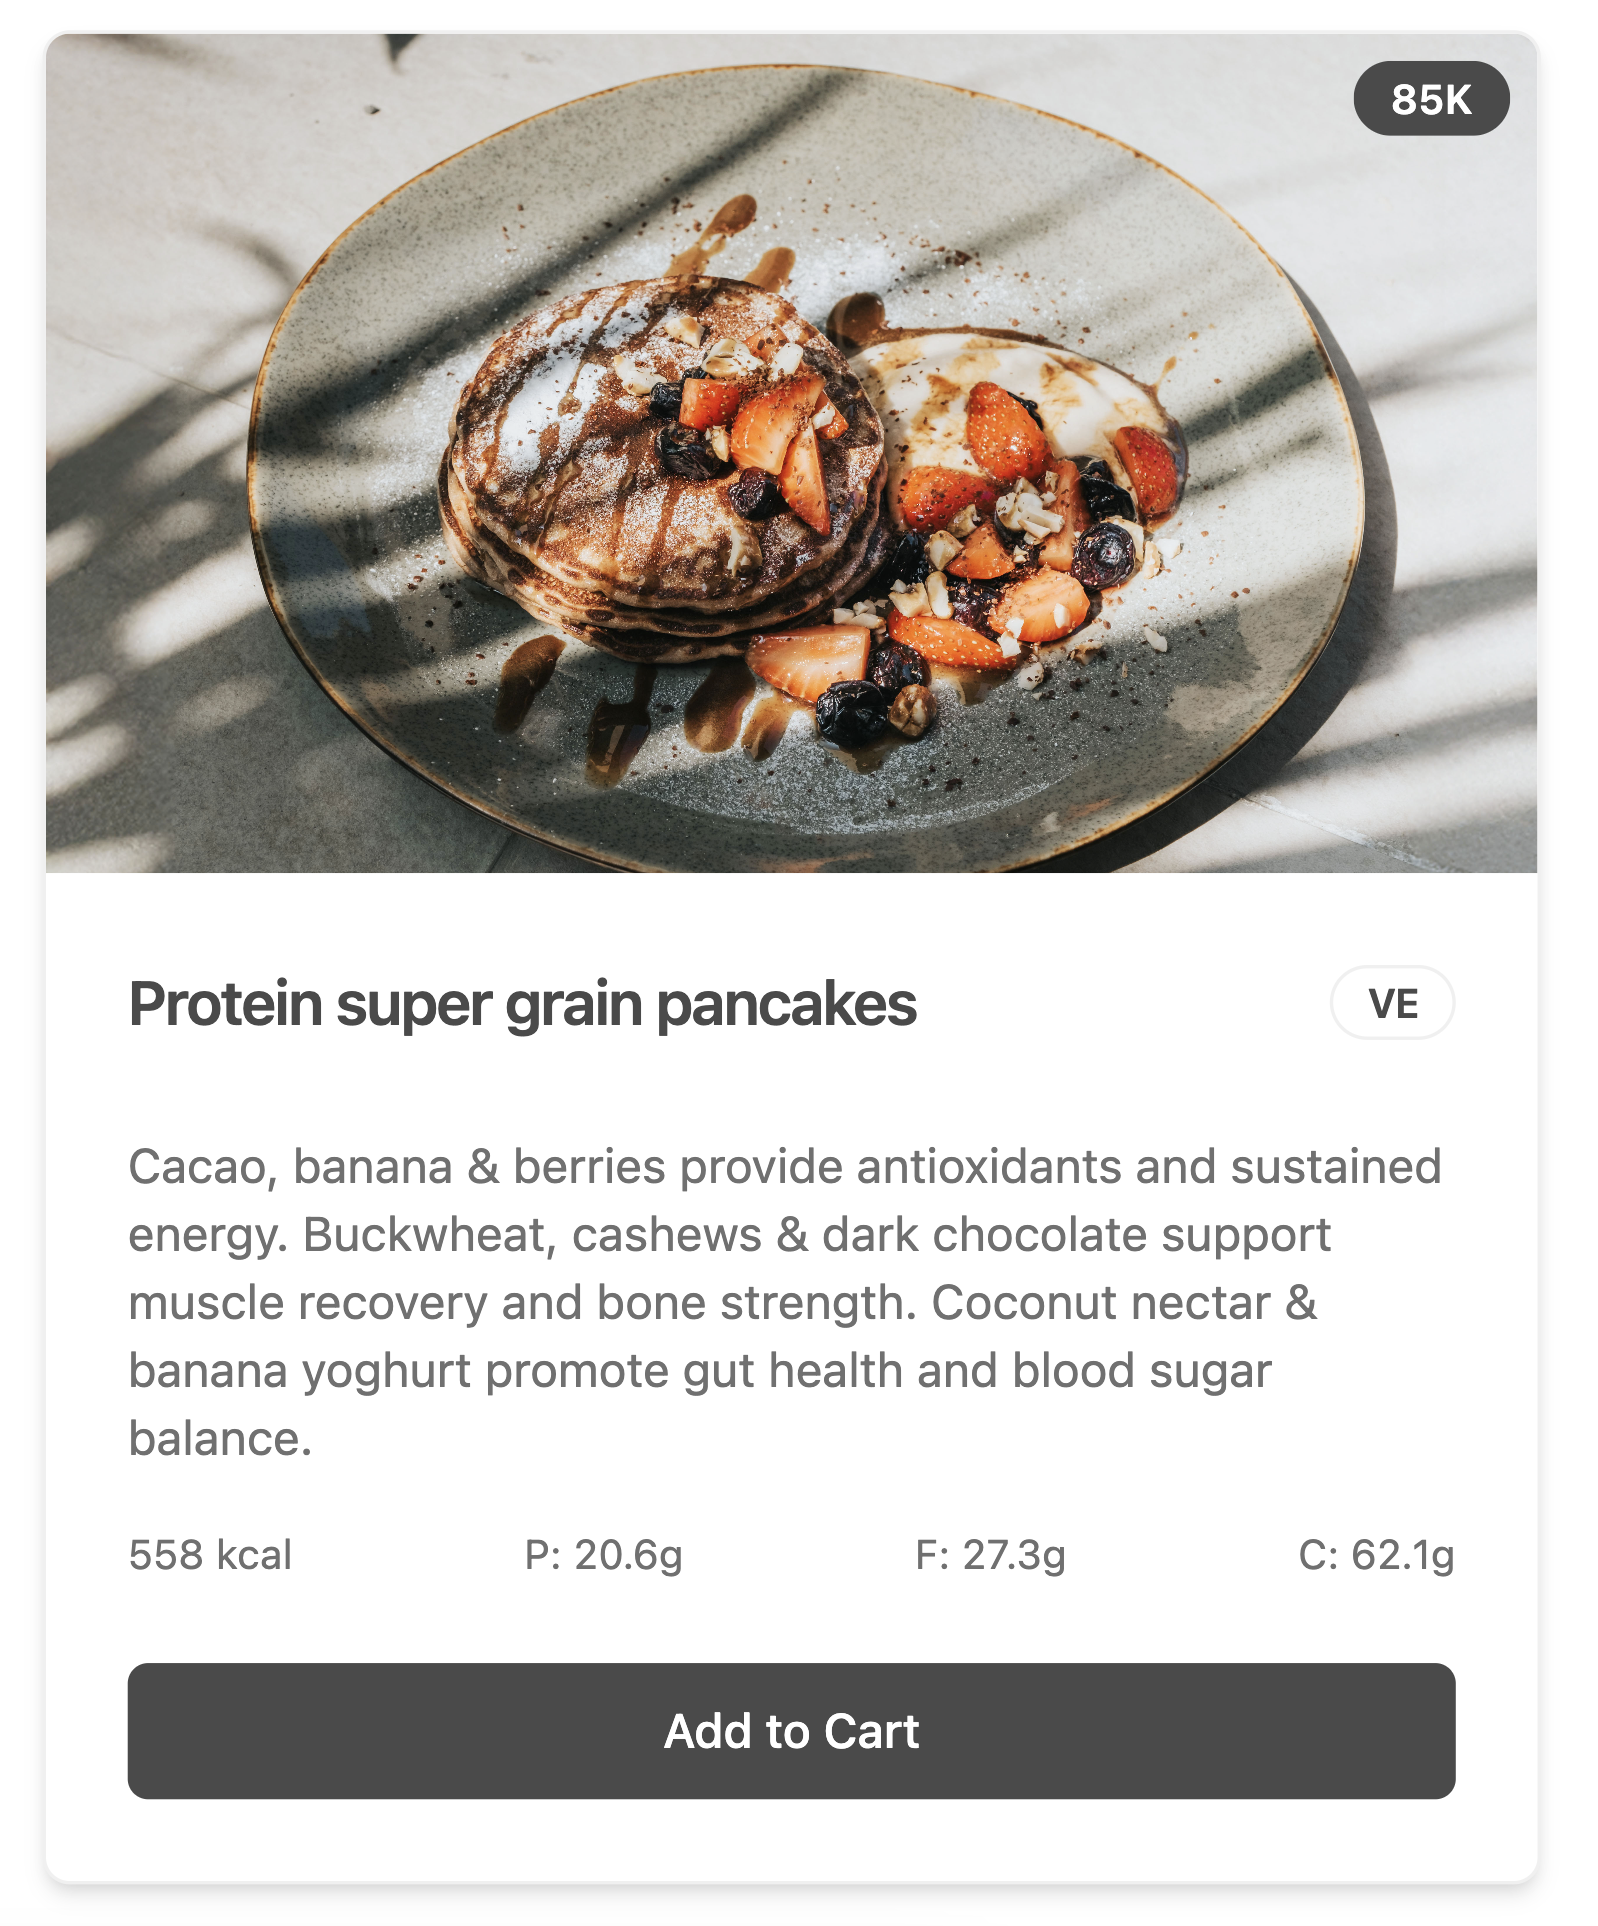 85K
Protein super grain pancakes
VE
Cacao, banana & berries provide antioxidants and sustained
energy. Buckwheat, cashews & dark chocolate support
muscle recovery and bone strength. Coconut nectar &
banana yoghurt promote gut health and blood sugar
balance.
558 kcal P: 20.6g F: 27.3g C: 62.1g
Add to Cart